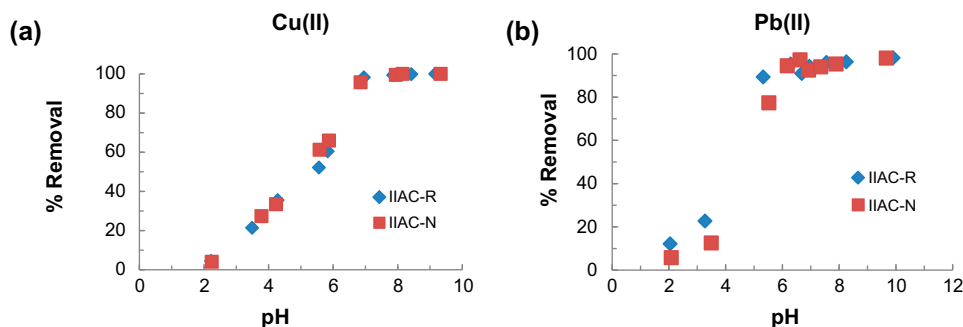 (a)
Cu(II)
% Removal
100
80
60
40
20
0
0 2 4 6 8 10
pH
IIAC-R
IIAC-N
(b)
Pb(II)
% Removal
100
80
60
40
20
0
0 2 4 6 8 10 12
pH
IIAC-R
IIAC-N